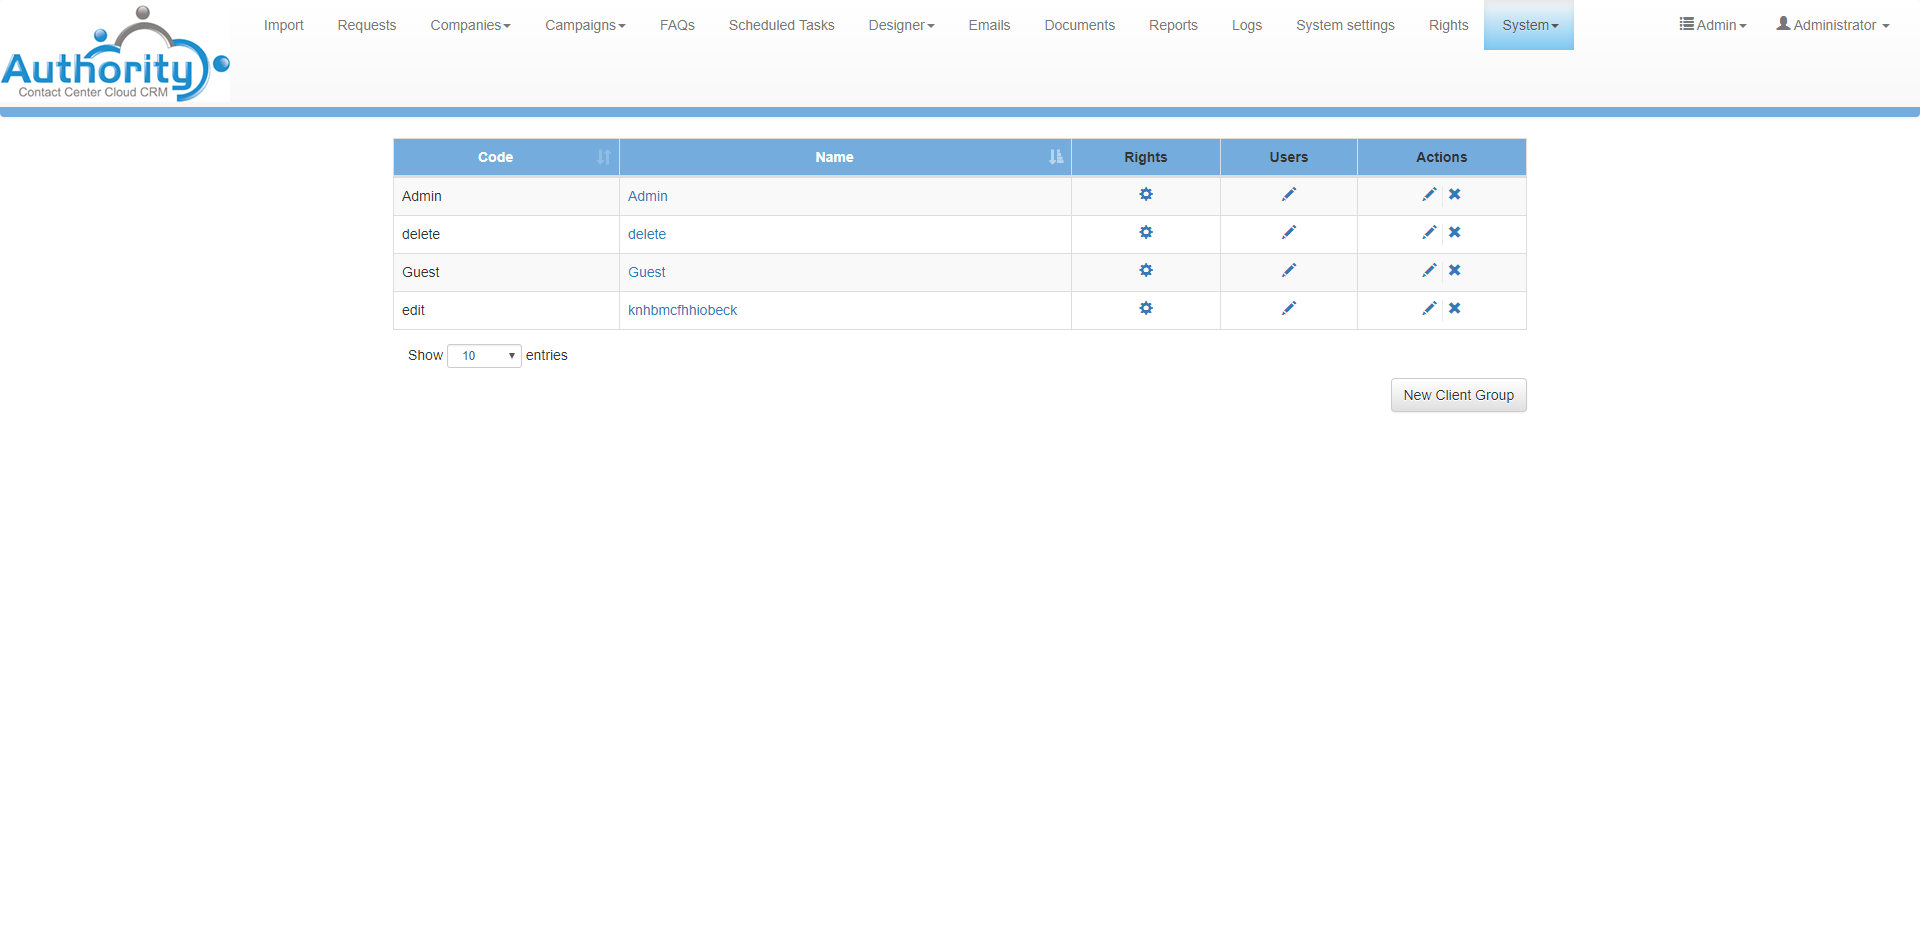 Authority
Contact Center Cloud CRM
Import Requests Companies Campaigns FAQs Scheduled Tasks Designer Emails Documents Reports Logs System settings Rights System Admin Administrator
Code Name Rights Users Actions
Admin Admin
delete delete
Guest Guest
edit knhbmcfhhiobeck
Show 10 entries
New Client Group